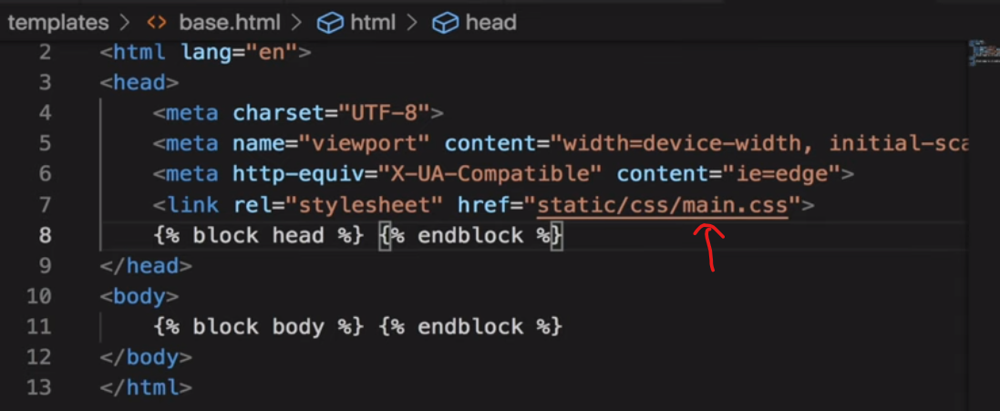 templates > <> base.html > html > head
2 <html lang="en">
3 <head>
4 <meta charset="UTF-8">
5 <meta name="viewport" content="width=device-width, initial-sca
6 <meta http-equiv="X-UA-Compatible" content="ie=edge">
7 <link rel="stylesheet" href="static/css/main.css">
8 {% block head %} {% endblock %}
9 </head>
10 <body>
11 {% block body %} {% endblock %}
12 </body>
13 </html>